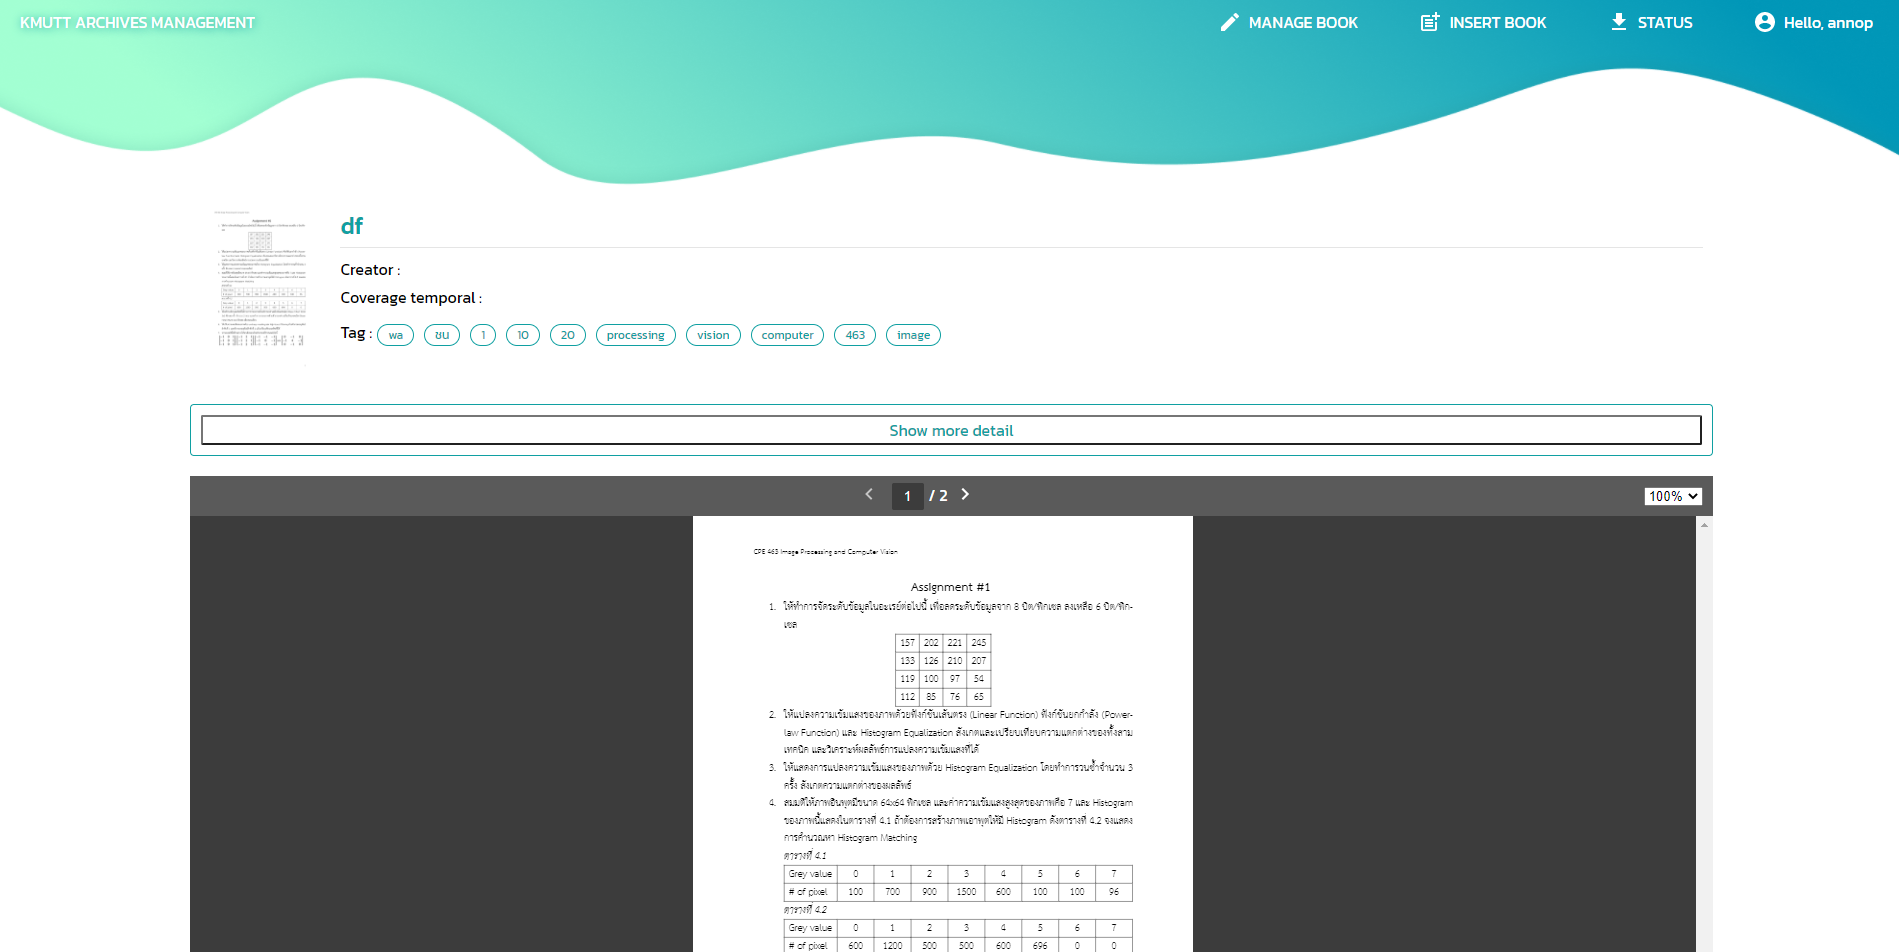 KMUTT ARCHIVES MANAGEMENT
MANAGE BOOK
INSERT BOOK
STATUS
Hello, annop
df
Creator :
Coverage temporal :
Tag : wa ชน 1 10 20 processing vision computer 463 image
Show more detail
1 / 2
100%
CPE 463 Image Processing and Computer Vision
Assignment #1
1. ให้ทำการจัดระดับข้อมูลในอะเรย์ต่อไปนี้ เพื่อลดระดับข้อมูลจาก 8 บิต/พิกเซล ลงเหลือ 6 บิต/พิก-
เซล
157 202 221 245
133 126 210 207
119 100 97 54
112 85 76 65
2. ให้แปลงความเข้มแสงของภาพด้วยฟังก์ชันเส้นตรง (Linear Function) ฟังก์ชันยกกำลัง (Power-
law Function) และ Histogram Equalization สังเกตและเปรียบเทียบความแตกต่างของทั้งสาม
เทคนิค และวิเคราะห์ผลลัพธ์การแปลงความเข้มแสงที่ได้
3. ให้แสดงการแปลงความเข้มแสงของภาพด้วย Histogram Equalization โดยทำการวนซ้ำจำนวน 3
ครั้ง สังเกตความแตกต่างของผลลัพธ์
4. สมมติให้ภาพอินพุตมีขนาด 64x64 พิกเซล และค่าความเข้มแสงสูงสุดของภาพคือ 7 และ Histogram
ของภาพนี้แสดงในตารางที่ 4.1 ถ้าต้องการสร้างภาพเอาพุตให้มี Histogram ดังตารางที่ 4.2 จงแสดง
การคำนวณหา Histogram Matching
ตารางที่ 4.1
Grey value 0 1 2 3 4 5 6 7
# of pixel 100 700 900 1500 600 100 100 96
ตารางที่ 4.2
Grey value 0 1 2 3 4 5 6 7
# of pixel 600 1200 500 500 600 696 0 0